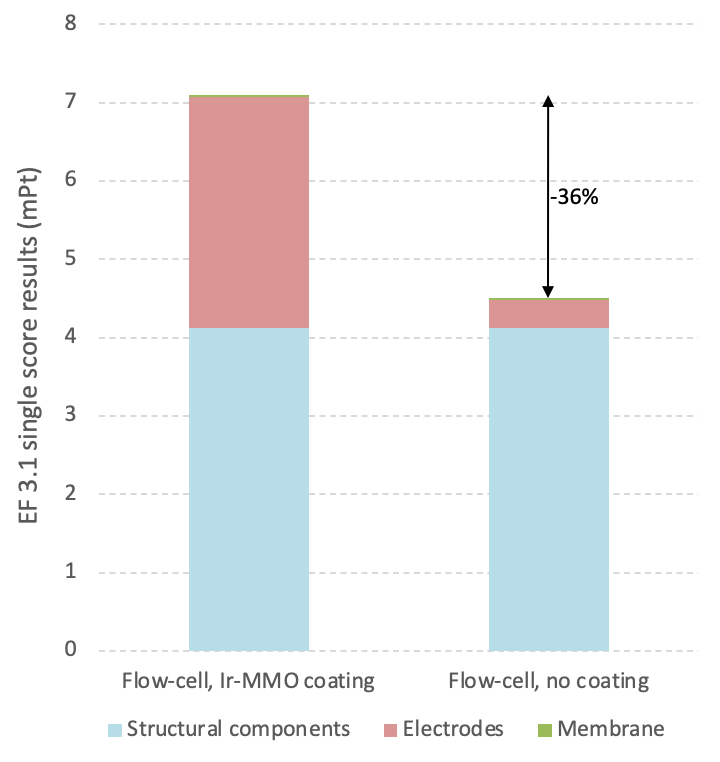 EF 3.1 single score results (mPt)
8
7
6
5
4
3
2
1
0
-36%
Flow-cell, Ir-MMO coating
Flow-cell, no coating
Structural components
Electrodes
Membrane